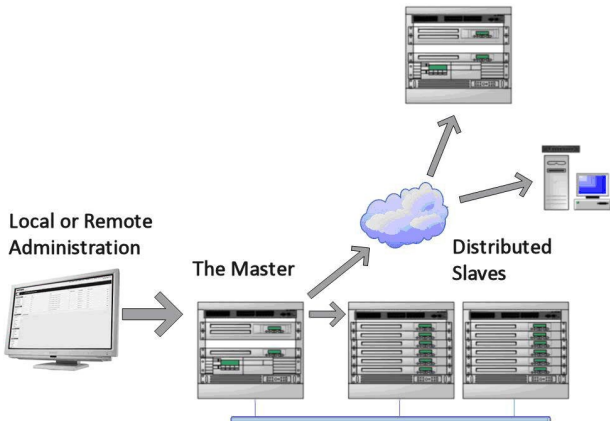 Local or Remote
Administration
The Master
Distributed
Slaves